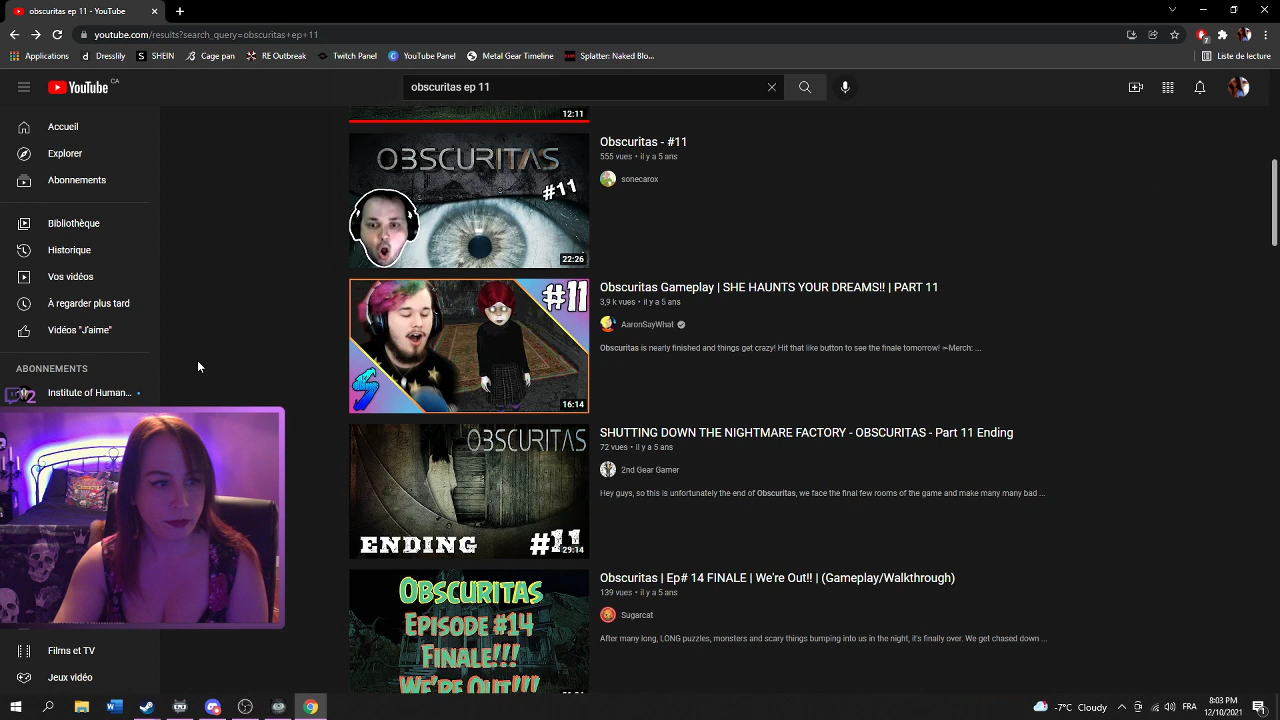 obscuritas ep 11 - YouTube
youtube.com/results?search_query=obscuritas+ep+11
7
Applications
Dresslily
SHEIN
Cage pan
RE Outbreak
Twitch Panel
YouTube Panel
Metal Gear Timeline
Splatter: Naked Blo...
Liste de lecture
YouTube CA
obscuritas ep 11
Accueil
Explorer
Abonnements
Bibliothèque
Historique
Vos vidéos
À regarder plus tard
Vidéos "J'aime"
ABONNEMENTS
Institute of Human...
2
Films et TV
Jeux vidéo
12:11
OBSCURITAS
#11
22:26
Obscuritas - #11
555 vues • il y a 5 ans
sonecarox
#11
16:14
Obscuritas Gameplay | SHE HAUNTS YOUR DREAMS!! | PART 11
3,9 k vues • il y a 5 ans
AaronSayWhat
Obscuritas is nearly finished and things get crazy! Hit that like button to see the finale tomorrow! ➣Merch: ...
OBSCURITAS
ENDING #11
29:14
SHUTTING DOWN THE NIGHTMARE FACTORY - OBSCURITAS - Part 11 Ending
72 vues • il y a 5 ans
2nd Gear Gamer
Hey guys, so this is unfortunately the end of Obscuritas, we face the final few rooms of the game and make many many bad ...
OBSCURITAS
EPISODE #14
FINALE!!!
WE'RE OUT!!!
Obscuritas | Ep# 14 FINALE | We're Out!! | (Gameplay/Walkthrough)
139 vues • il y a 5 ans
Sugarcat
After many long, LONG puzzles, monsters and scary things bumping into us in the night, it's finally over. We get chased down ...
-7°C Cloudy
FRA
8:03 PM
12/10/2021